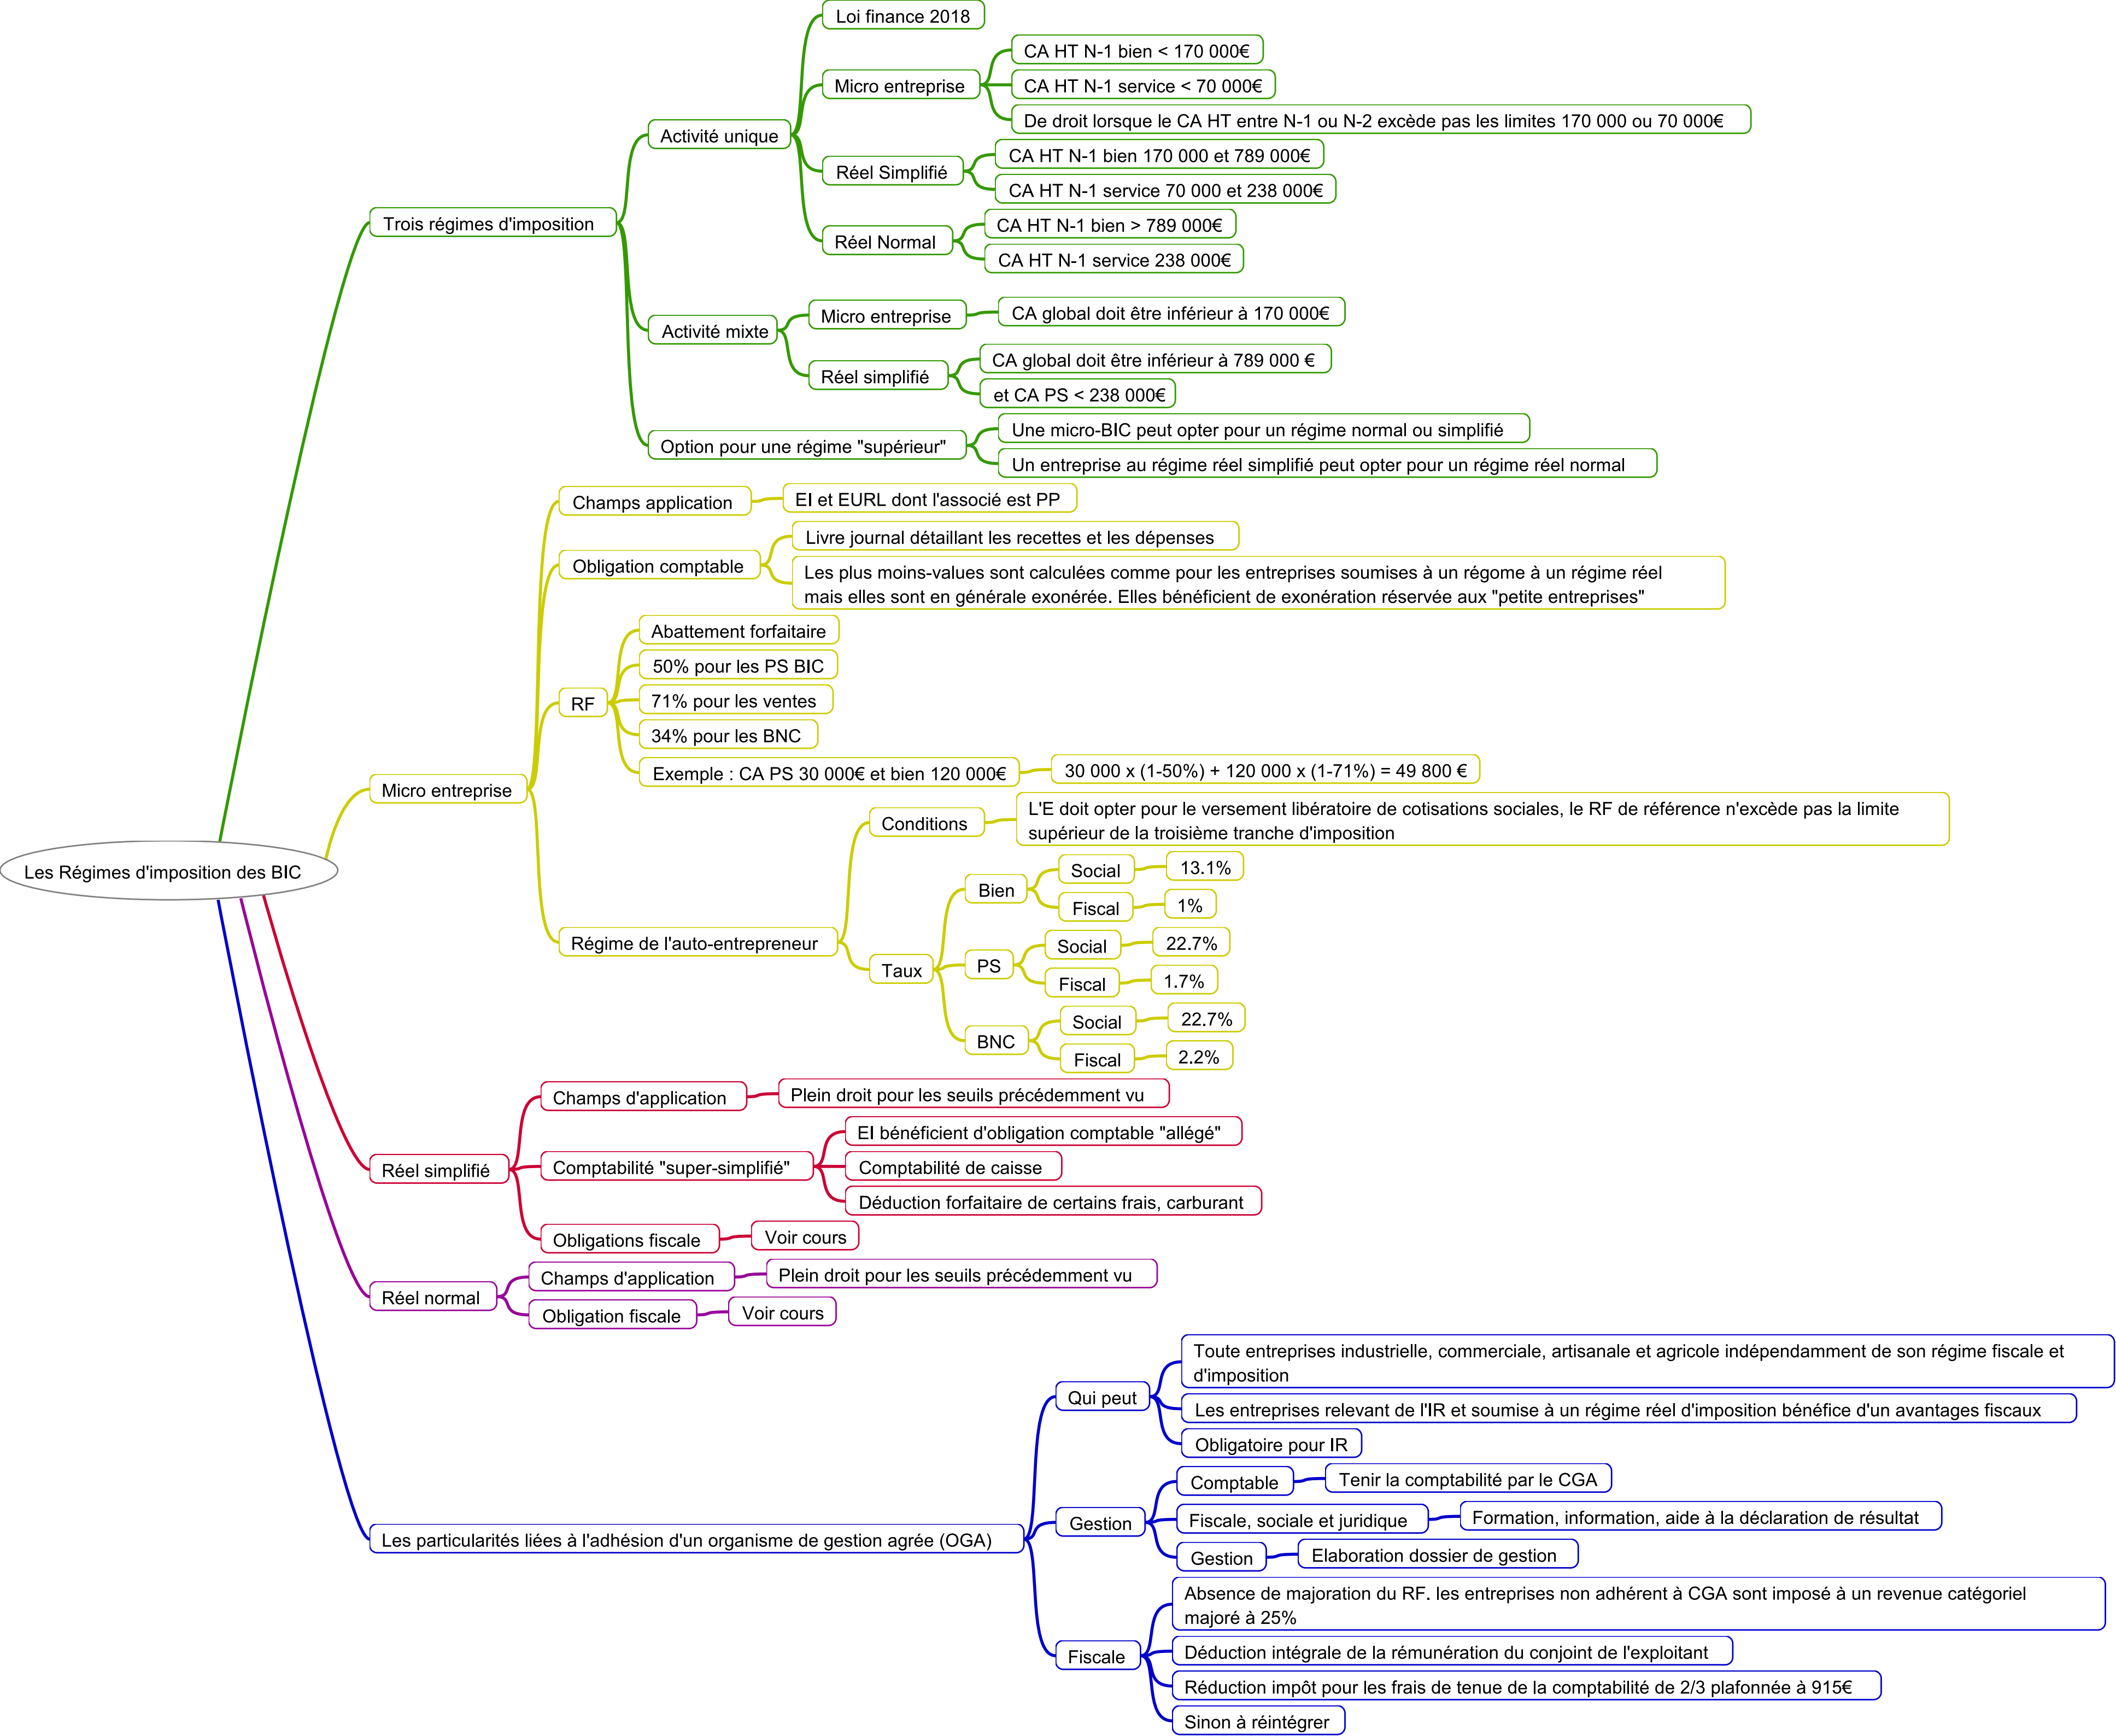 Les Régimes d'imposition des BIC
Trois régimes d'imposition
Activité unique
Loi finance 2018
Micro entreprise
CA HT N-1 bien < 170 000€
CA HT N-1 service < 70 000€
De droit lorsque le CA HT entre N-1 ou N-2 excède pas les limites 170 000 ou 70 000€
Réel Simplifié
CA HT N-1 bien 170 000 et 789 000€
CA HT N-1 service 70 000 et 238 000€
Réel Normal
CA HT N-1 bien > 789 000€
CA HT N-1 service 238 000€
Activité mixte
Micro entreprise
CA global doit être inférieur à 170 000€
Réel simplifié
CA global doit être inférieur à 789 000 €
et CA PS < 238 000€
Option pour une régime "supérieur"
Une micro-BIC peut opter pour un régime normal ou simplifié
Un entreprise au régime réel simplifié peut opter pour un régime réel normal
Micro entreprise
Champs application
EI et EURL dont l'associé est PP
Obligation comptable
Livre journal détaillant les recettes et les dépenses
Les plus moins-values sont calculées comme pour les entreprises soumises à un régome à un régime réel
mais elles sont en générale exonérée. Elles bénéficient de exonération réservée aux "petite entreprises"
RF
Abattement forfaitaire
50% pour les PS BIC
71% pour les ventes
34% pour les BNC
Exemple : CA PS 30 000€ et bien 120 000€
30 000 x (1-50%) + 120 000 x (1-71%) = 49 800 €
Régime de l'auto-entrepreneur
Conditions
L'E doit opter pour le versement libératoire de cotisations sociales, le RF de référence n'excède pas la limite
supérieur de la troisième tranche d'imposition
Taux
Bien
Social
13.1%
Fiscal
1%
PS
Social
22.7%
Fiscal
1.7%
BNC
Social
22.7%
Fiscal
2.2%
Réel simplifié
Champs d'application
Plein droit pour les seuils précédemment vu
Comptabilité "super-simplifié"
EI bénéficient d'obligation comptable "allégé"
Comptabilité de caisse
Déduction forfaitaire de certains frais, carburant
Obligations fiscale
Voir cours
Réel normal
Champs d'application
Plein droit pour les seuils précédemment vu
Obligation fiscale
Voir cours
Les particularités liées à l'adhésion d'un organisme de gestion agrée (OGA)
Qui peut
Toute entreprises industrielle, commerciale, artisanale et agricole indépendamment de son régime fiscale et
d'imposition
Les entreprises relevant de l'IR et soumise à un régime réel d'imposition bénéfice d'un avantages fiscaux
Obligatoire pour IR
Gestion
Comptable
Tenir la comptabilité par le CGA
Fiscale, sociale et juridique
Formation, information, aide à la déclaration de résultat
Gestion
Elaboration dossier de gestion
Fiscale
Absence de majoration du RF. les entreprises non adhérent à CGA sont imposé à un revenue catégoriel
majoré à 25%
Déduction intégrale de la rémunération du conjoint de l'exploitant
Réduction impôt pour les frais de tenue de la comptabilité de 2/3 plafonnée à 915€
Sinon à réintégrer